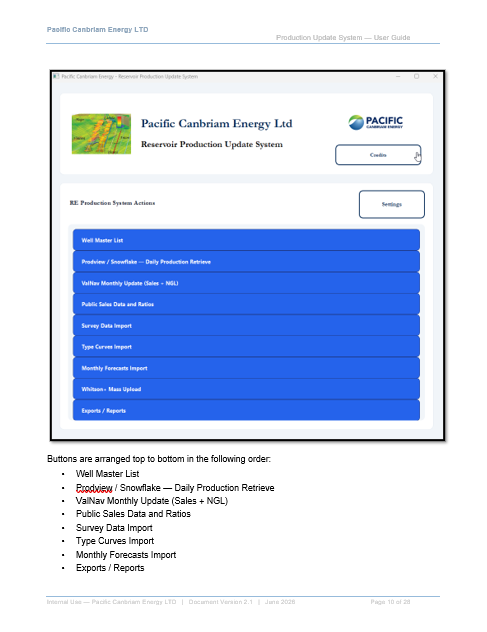 Pacific Canbriam Energy LTD
Production Update System — User Guide
Pacific Canbriam Energy - Reservoir Production Update System
Pacific Canbriam Energy Ltd
Reservoir Production Update System
PACIFIC
CANBRIAM ENERGY
Credits
RE Production System Actions
Settings
Well Master List
Prodview / Snowflake — Daily Production Retrieve
ValNav Monthly Update (Sales + NGL)
Public Sales Data and Ratios
Survey Data Import
Type Curves Import
Monthly Forecasts Import
Whitson+ Mass Upload
Exports / Reports
Buttons are arranged top to bottom in the following order:
• Well Master List
• Prodview / Snowflake — Daily Production Retrieve
• ValNav Monthly Update (Sales + NGL)
• Public Sales Data and Ratios
• Survey Data Import
• Type Curves Import
• Monthly Forecasts Import
• Exports / Reports
Internal Use — Pacific Canbriam Energy LTD | Document Version 2.1 | June 2026